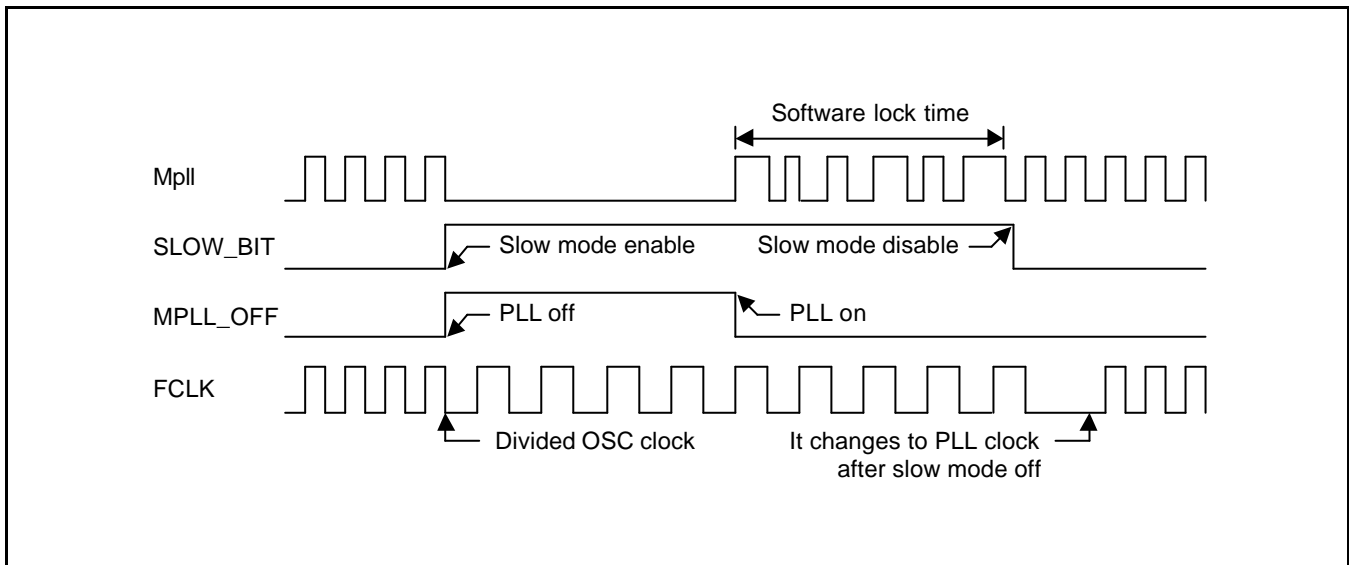 Software lock time
Mpll
SLOW_BIT
Slow mode enable
Slow mode disable
MPLL_OFF
PLL off
PLL on
FCLK
Divided OSC clock
It changes to PLL clock
after slow mode off